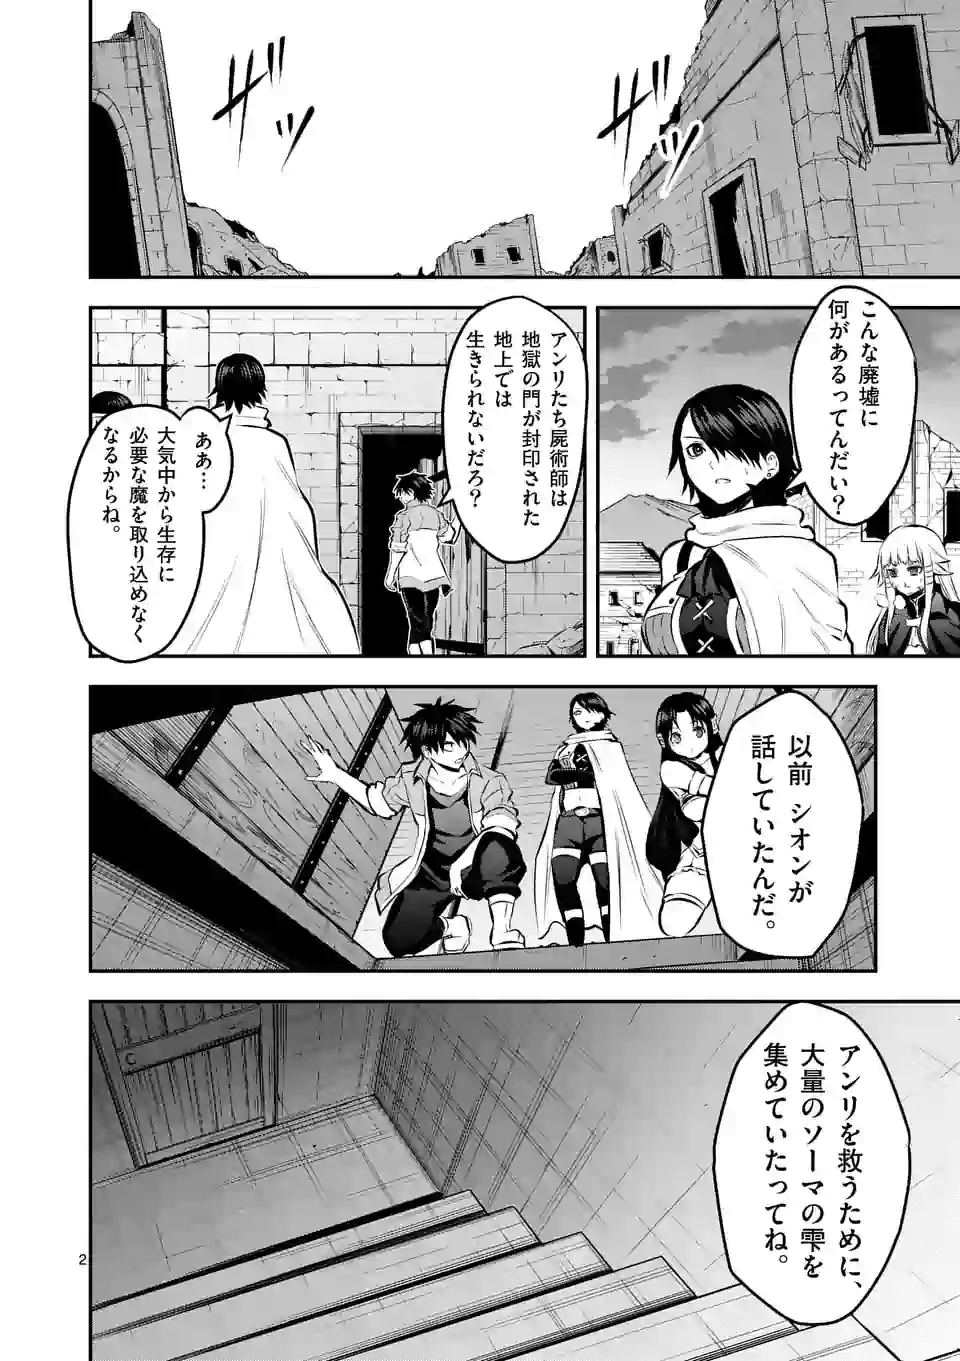 ザッ
ザッ
こんな廃墟に
何があるってんだい？
アンリたち屍術師は
地獄の門が封印された
地上では
生きられないだろ？
ああ…
大気中から生存に
必要な魔を取り込めなく
なるからね。
以前 シオンが
話していたんだ。
アンリを救うために、
大量のソーマの雫を
集めていたってね。
2